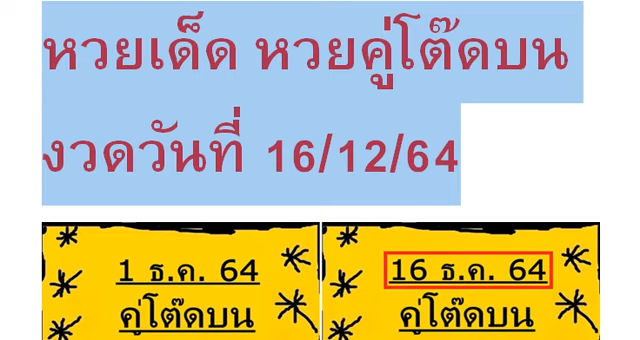 หวยเด็ด หวยคู่โต๊ดบน
งวดวันที่ 16/12/64
1 ธ.ค. 64
คู่โต๊ดบน
16 ธ.ค. 64
คู่โต๊ดบน